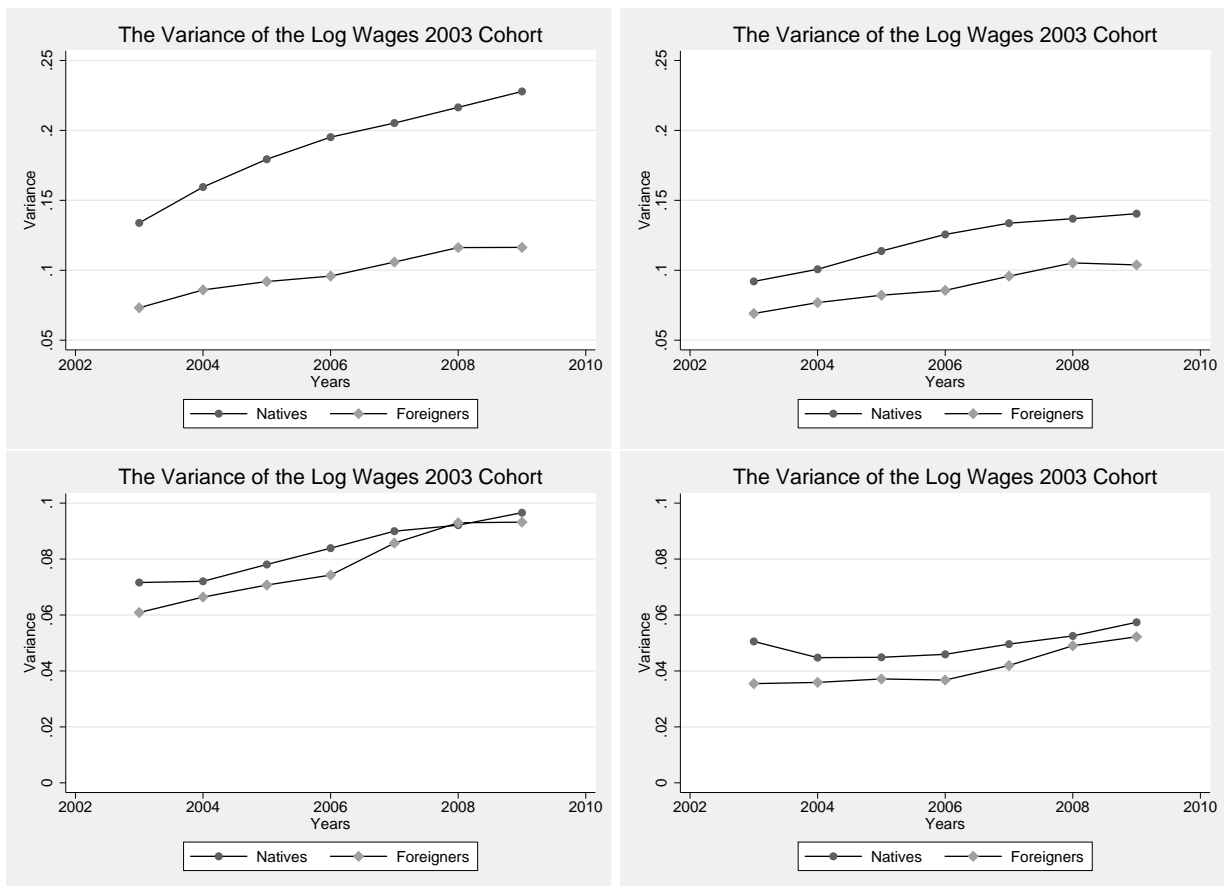 The Variance of the Log Wages 2003 Cohort
.25
.2
.15
.1
.05
Variance
2002 2004 2006 2008 2010
Years
Natives Foreigners
The Variance of the Log Wages 2003 Cohort
.25
.2
.15
.1
.05
Variance
2002 2004 2006 2008 2010
Years
Natives Foreigners
The Variance of the Log Wages 2003 Cohort
.1
.08
.06
.04
.02
0
Variance
2002 2004 2006 2008 2010
Years
Natives Foreigners
The Variance of the Log Wages 2003 Cohort
.1
.08
.06
.04
.02
0
Variance
2002 2004 2006 2008 2010
Years
Natives Foreigners